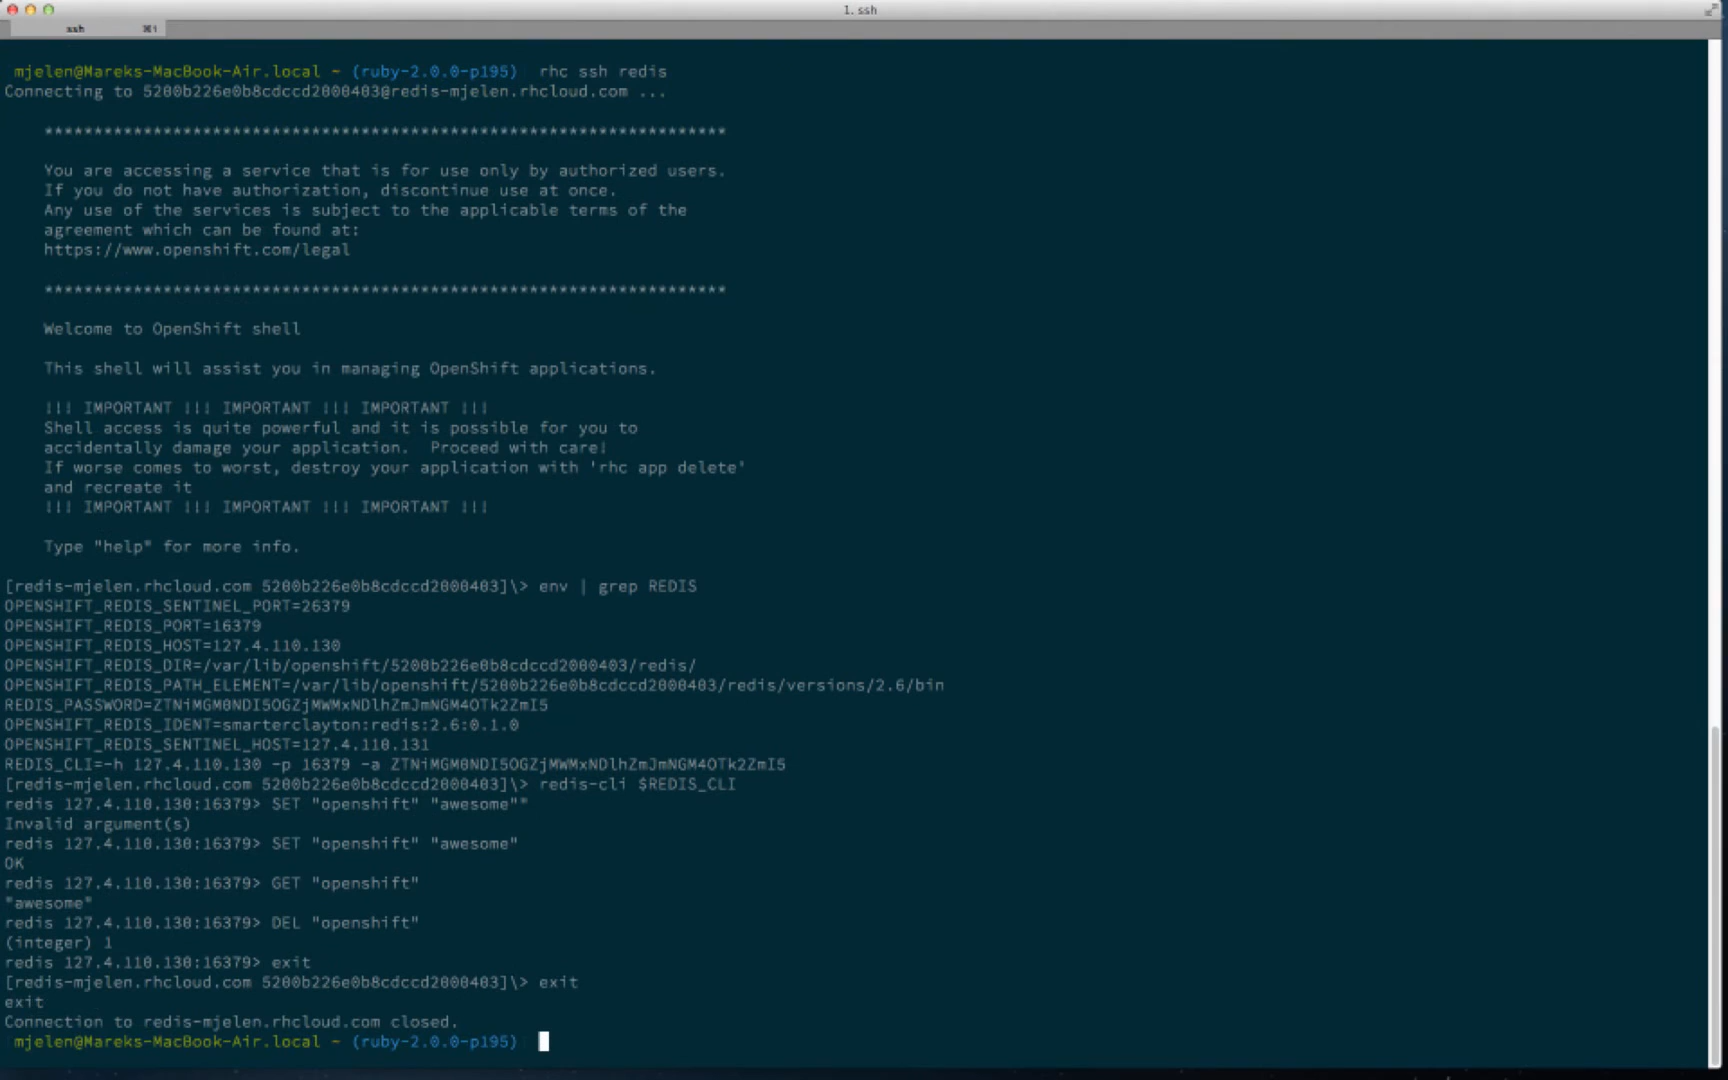 1. ssh
ssh ⌘1
mjelen@Mareks-MacBook-Air.local ~ (ruby-2.0.0-p195) rhc ssh redis
Connecting to 5200b226e0b8cdccd2000403@redis-mjelen.rhcloud.com ...
*********************************************************************
You are accessing a service that is for use only by authorized users.
If you do not have authorization, discontinue use at once.
Any use of the services is subject to the applicable terms of the
agreement which can be found at:
https://www.openshift.com/legal
*********************************************************************
Welcome to OpenShift shell
This shell will assist you in managing OpenShift applications.
!!! IMPORTANT !!! IMPORTANT !!! IMPORTANT !!!
Shell access is quite powerful and it is possible for you to
accidentally damage your application.  Proceed with care!
If worse comes to worst, destroy your application with 'rhc app delete'
and recreate it
!!! IMPORTANT !!! IMPORTANT !!! IMPORTANT !!!
Type "help" for more info.
[redis-mjelen.rhcloud.com 5200b226e0b8cdccd2000403]\> env | grep REDIS
OPENSHIFT_REDIS_SENTINEL_PORT=26379
OPENSHIFT_REDIS_PORT=16379
OPENSHIFT_REDIS_HOST=127.4.110.130
OPENSHIFT_REDIS_DIR=/var/lib/openshift/5200b226e0b8cdccd2000403/redis/
OPENSHIFT_REDIS_PATH_ELEMENT=/var/lib/openshift/5200b226e0b8cdccd2000403/redis/versions/2.6/bin
REDIS_PASSWORD=ZTNiMGM0NDI5OGZjMWMxNDlhZmJmNGM4OTk2ZmI5
OPENSHIFT_REDIS_IDENT=smarterclayton:redis:2.6:0.1.0
OPENSHIFT_REDIS_SENTINEL_HOST=127.4.110.131
REDIS_CLI=-h 127.4.110.130 -p 16379 -a ZTNiMGM0NDI5OGZjMWMxNDlhZmJmNGM4OTk2ZmI5
[redis-mjelen.rhcloud.com 5200b226e0b8cdccd2000403]\> redis-cli $REDIS_CLI
redis 127.4.110.130:16379> SET "openshift" "awesome"*
Invalid argument(s)
redis 127.4.110.130:16379> SET "openshift" "awesome"
OK
redis 127.4.110.130:16379> GET "openshift"
"awesome"
redis 127.4.110.130:16379> DEL "openshift"
(integer) 1
redis 127.4.110.130:16379> exit
[redis-mjelen.rhcloud.com 5200b226e0b8cdccd2000403]\> exit
exit
Connection to redis-mjelen.rhcloud.com closed.
mjelen@Mareks-MacBook-Air.local ~ (ruby-2.0.0-p195)